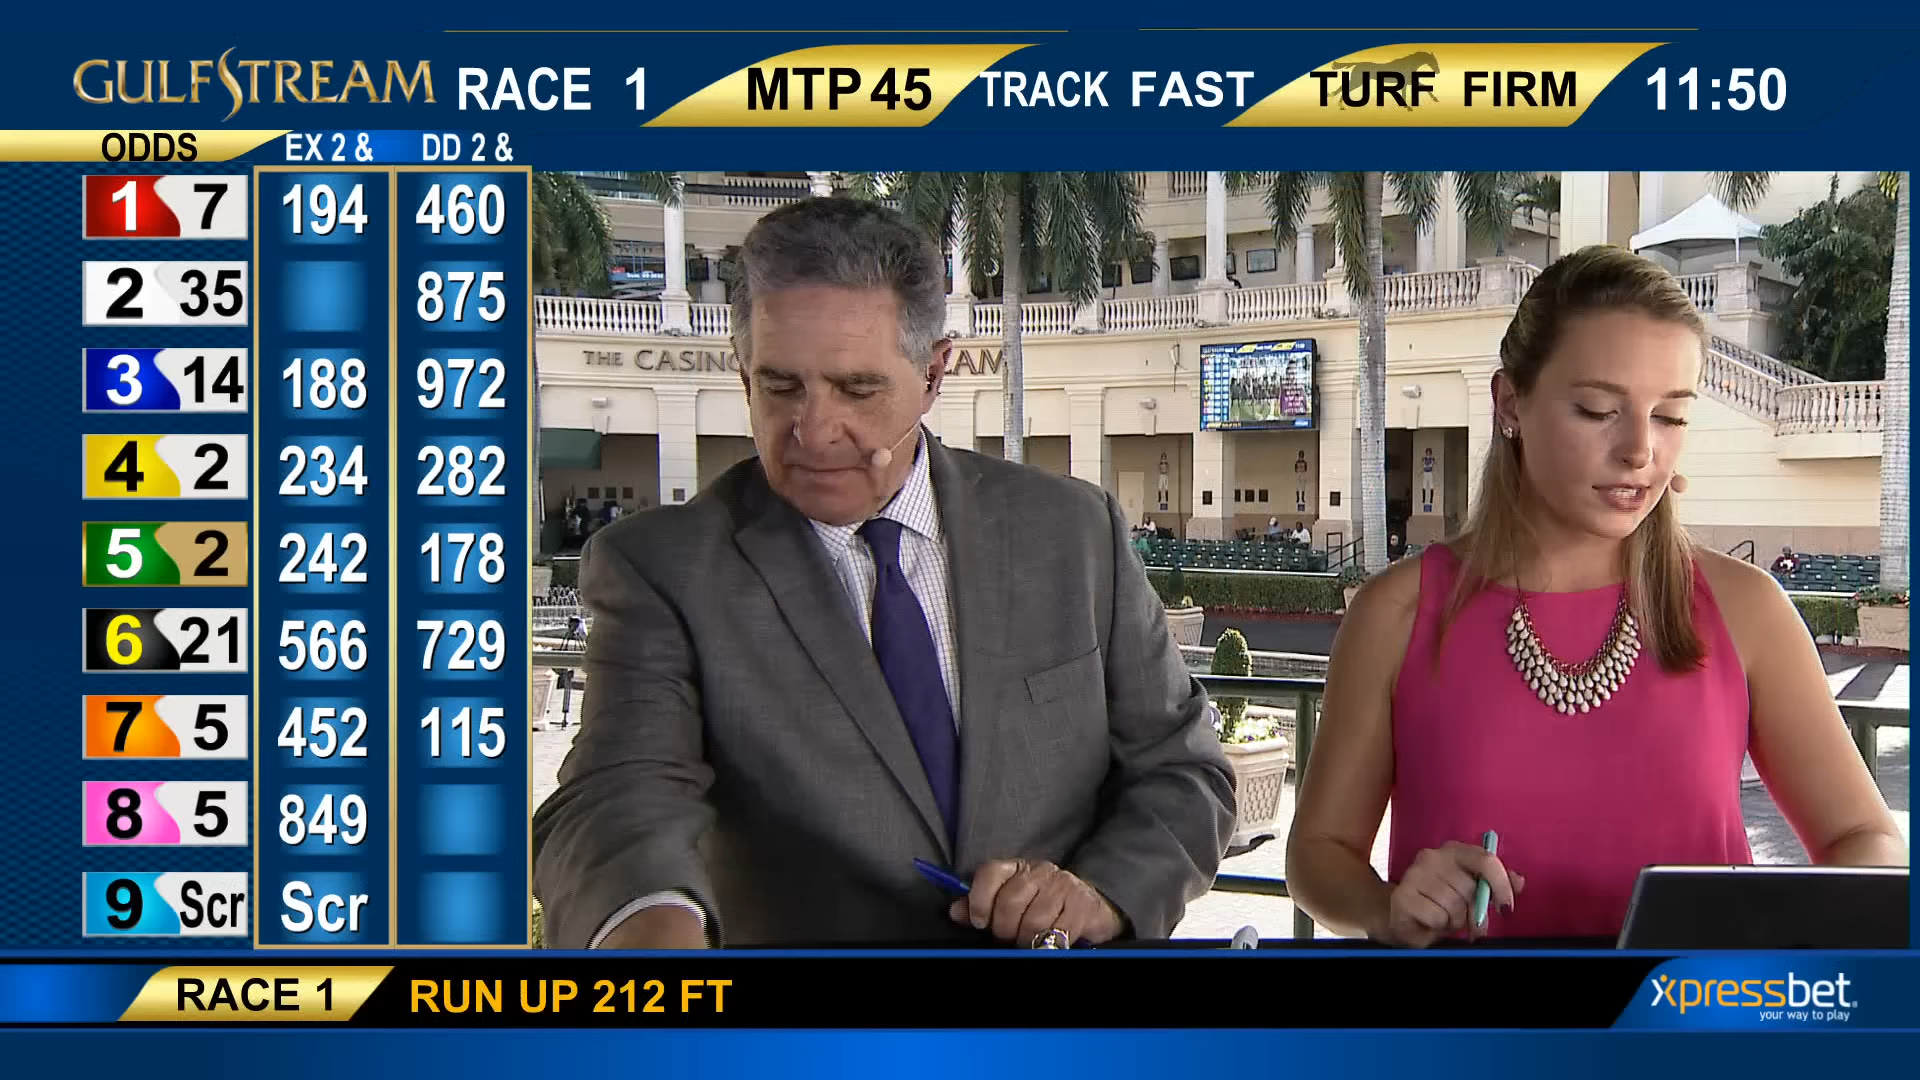 GULFSTREAM RACE 1 MTP 45 TRACK FAST TURF FIRM 11:50
ODDS EX 2 & DD 2 &
1 7 194 460
2 35 875
3 14 188 972
4 2 234 282
5 2 242 178
6 21 566 729
7 5 452 115
8 5 849
9 Scr Scr
THE CASINO
RACE 1 RUN UP 212 FT
xpressbet.
your way to play